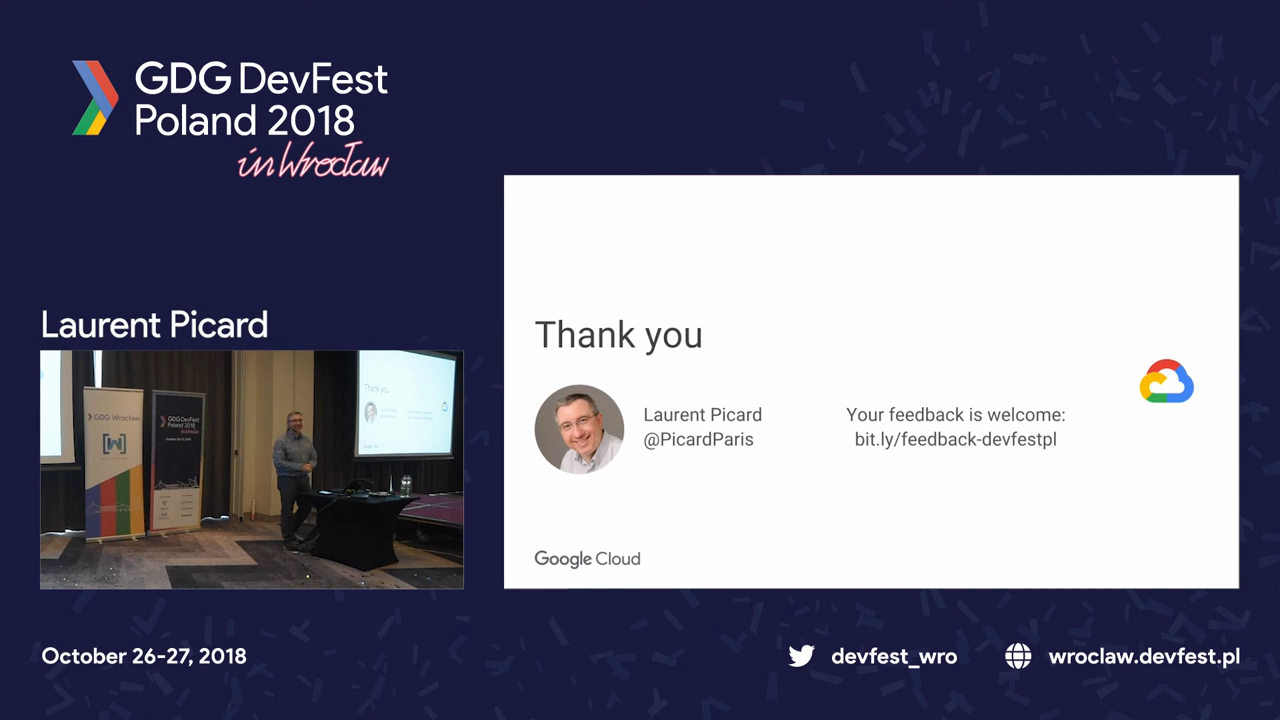 GDG DevFest
Poland 2018
in Wrocław
Laurent Picard
GDG Wrocław
[W]
GDG DevFest
Poland 2018
Thank you
Thank you
Laurent Picard
@PicardParis
Your feedback is welcome:
bit.ly/feedback-devfestpl
Google Cloud
October 26-27, 2018
devfest_wro
wroclaw.devfest.pl